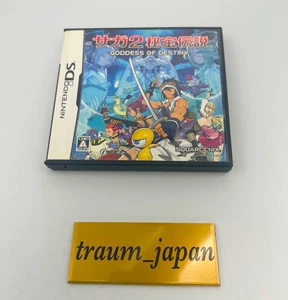 サガ2秘宝伝説
GODDESS OF DESTINY
NINTENDO DS
A
SQUARE ENIX
traum_japan